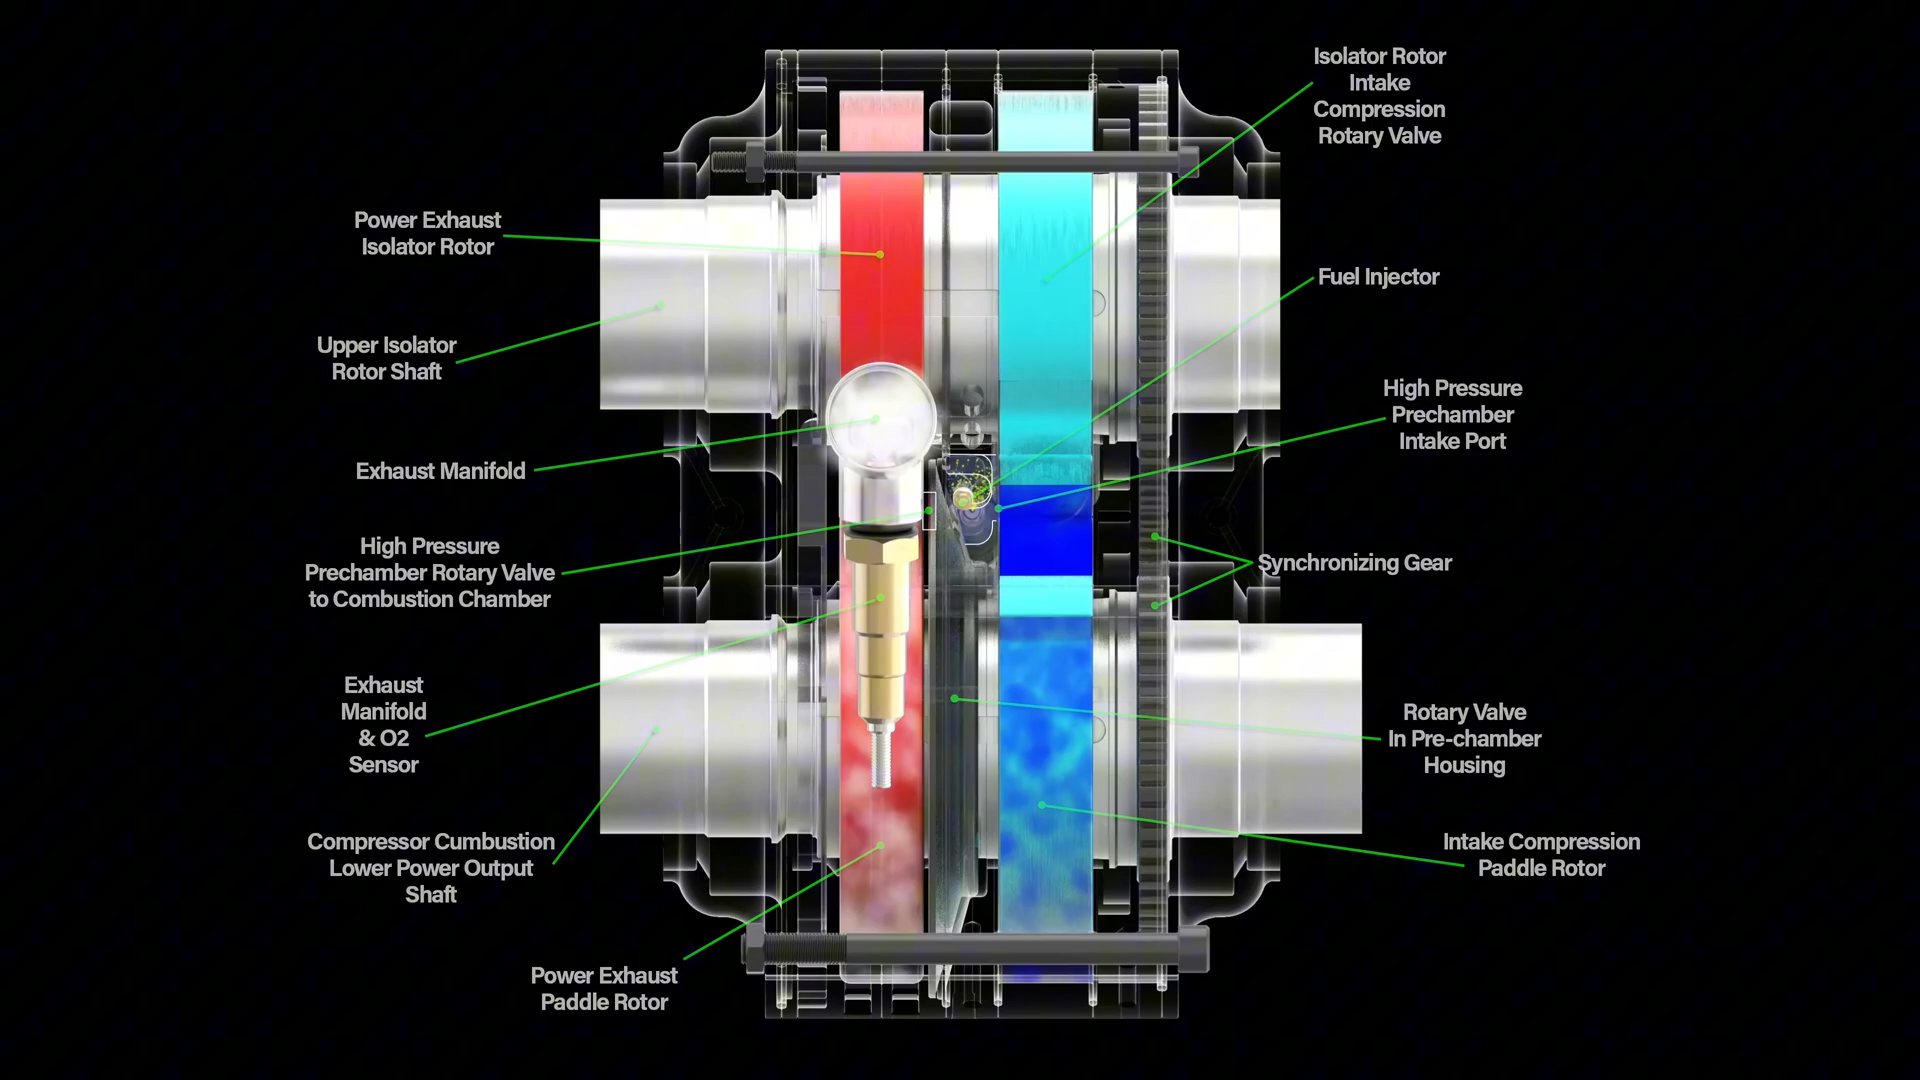 Isolator Rotor
Intake
Compression
Rotary Valve
Power Exhaust
Isolator Rotor
Fuel Injector
Upper Isolator
Rotor Shaft
High Pressure
Prechamber
Intake Port
Exhaust Manifold
High Pressure
Prechamber Rotary Valve
to Combustion Chamber
Synchronizing Gear
Exhaust
Manifold
& O2
Sensor
Rotary Valve
In Pre-chamber
Housing
Compressor Cumbustion
Lower Power Output
Shaft
Intake Compression
Paddle Rotor
Power Exhaust
Paddle Rotor